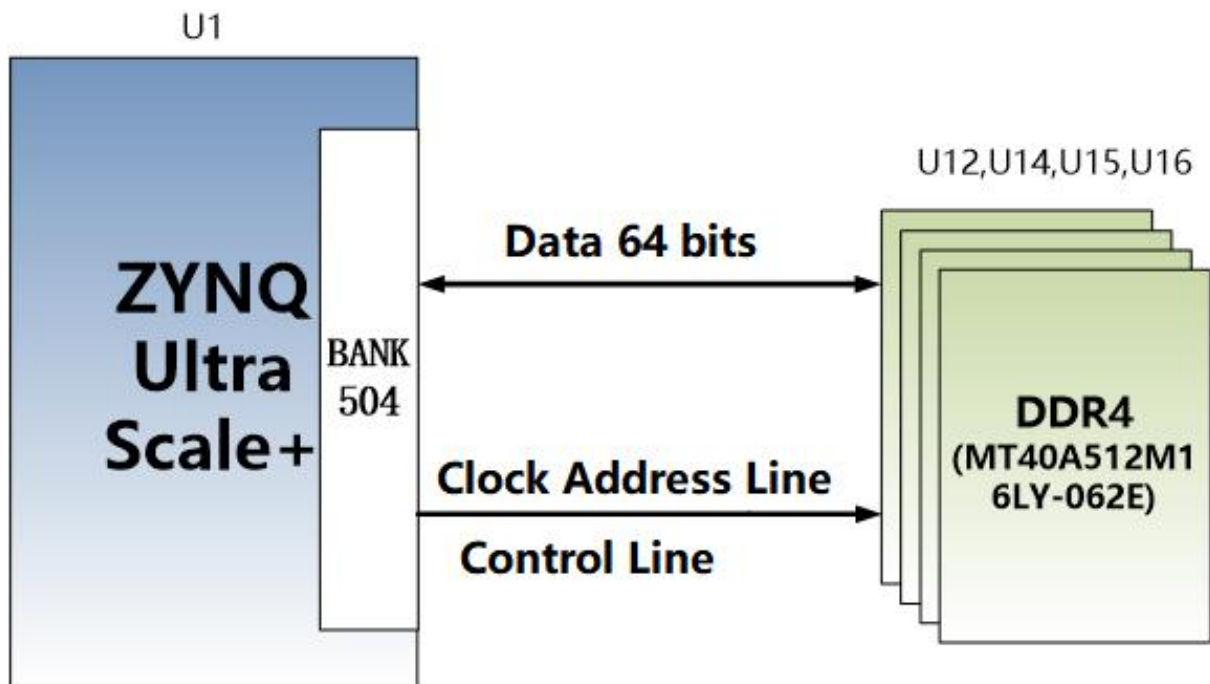 U1
U12,U14,U15,U16
Data 64 bits
ZYNQ
Ultra
Scale+
BANK
504
DDR4
(MT40A512M1
6LY-062E)
Clock Address Line
Control Line